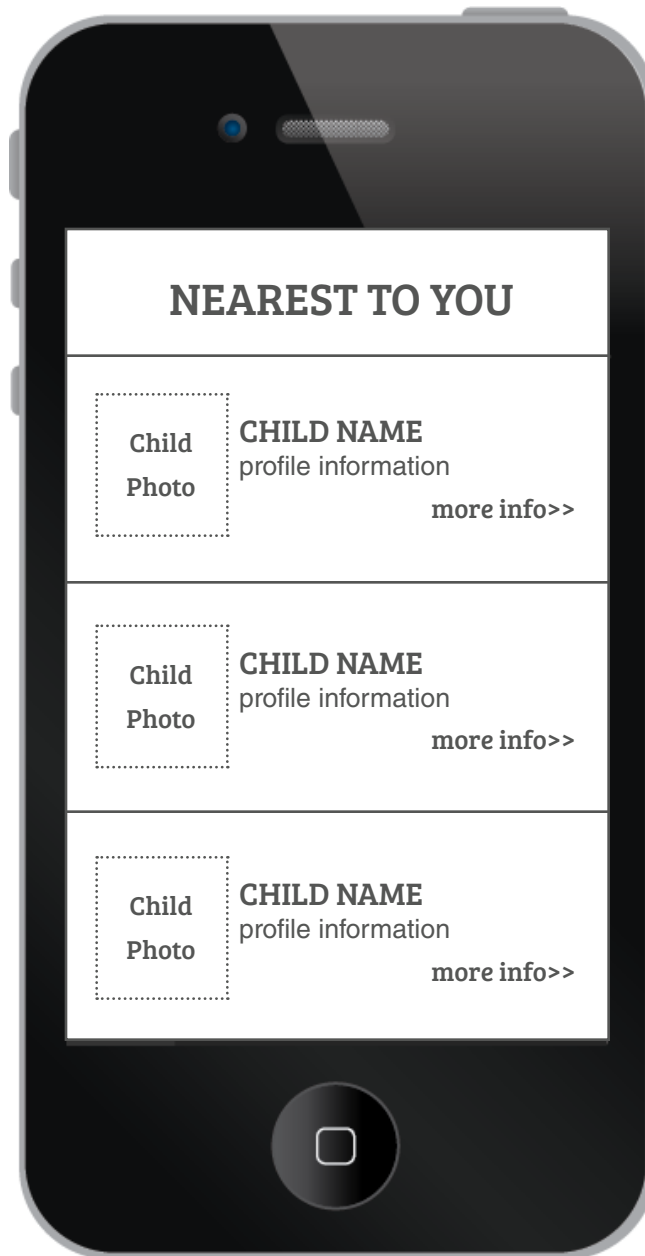 NEAREST TO YOU
Child
Photo
CHILD NAME
profile information
more info>>
Child
Photo
CHILD NAME
profile information
more info>>
Child
Photo
CHILD NAME
profile information
more info>>